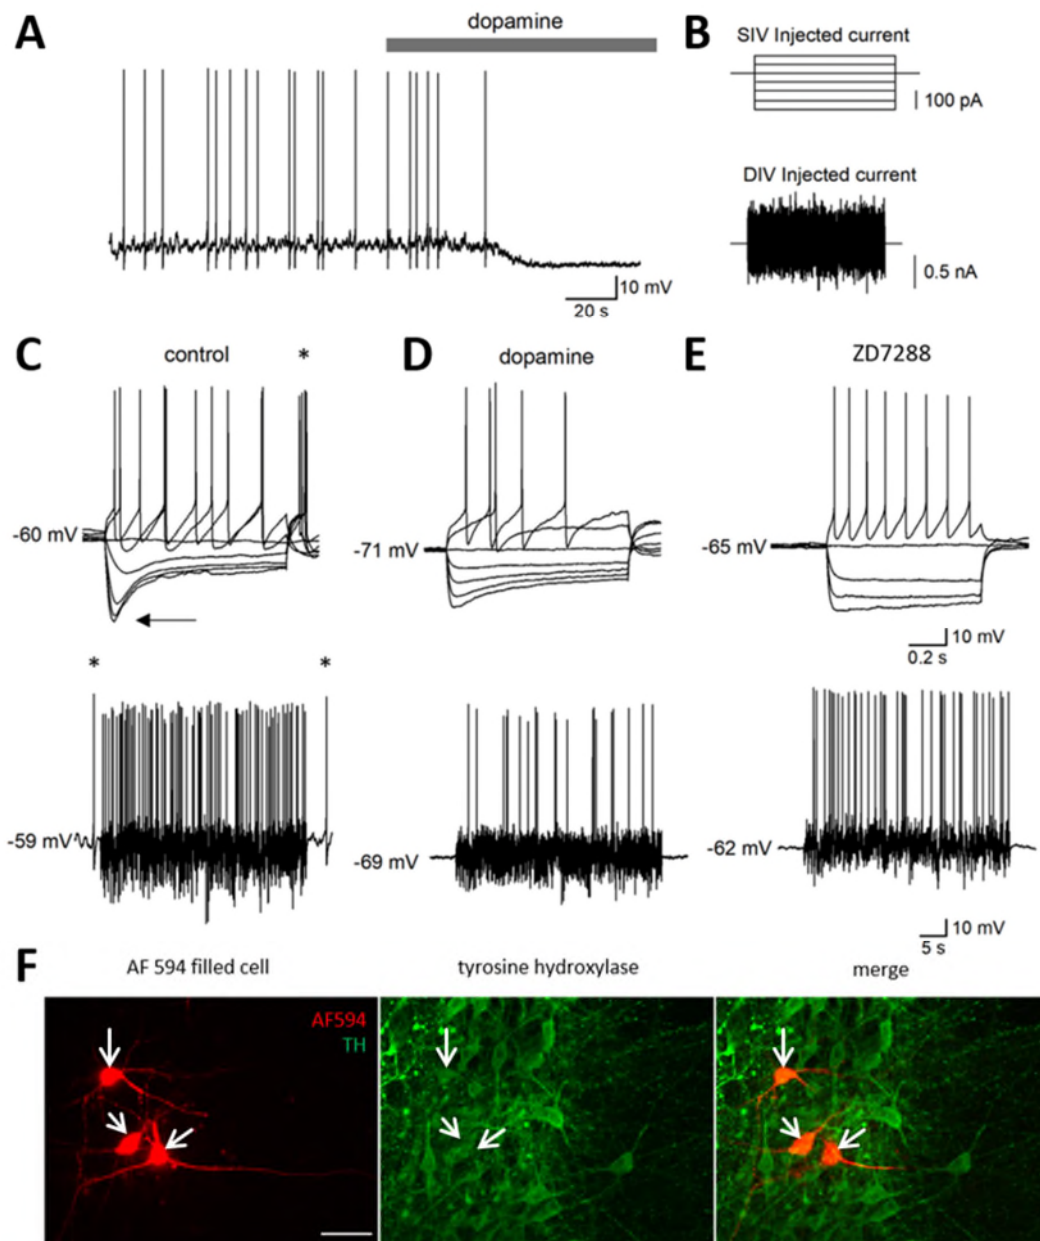 A
dopamine
10 mV
20 s
B
SIV Injected current
100 pA
DIV Injected current
0.5 nA
C
control
*
-60 mV
D
dopamine
-71 mV
E
ZD7288
-65 mV
10 mV
0.2 s
*
*
-59 mV
-69 mV
-62 mV
10 mV
5 s
F
AF 594 filled cell
tyrosine hydroxylase
merge
AF594
TH